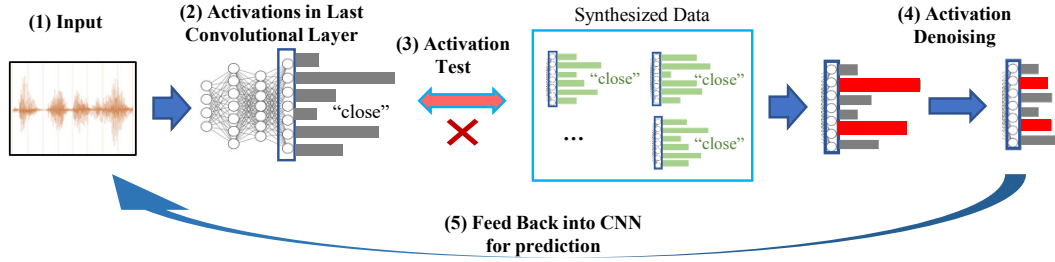 (1) Input
(2) Activations in Last
Convolutional Layer
"close"
(3) Activation
Test
Synthesized Data
"close"
"close"
...
"close"
(4) Activation
Denoising
(5) Feed Back into CNN
for prediction